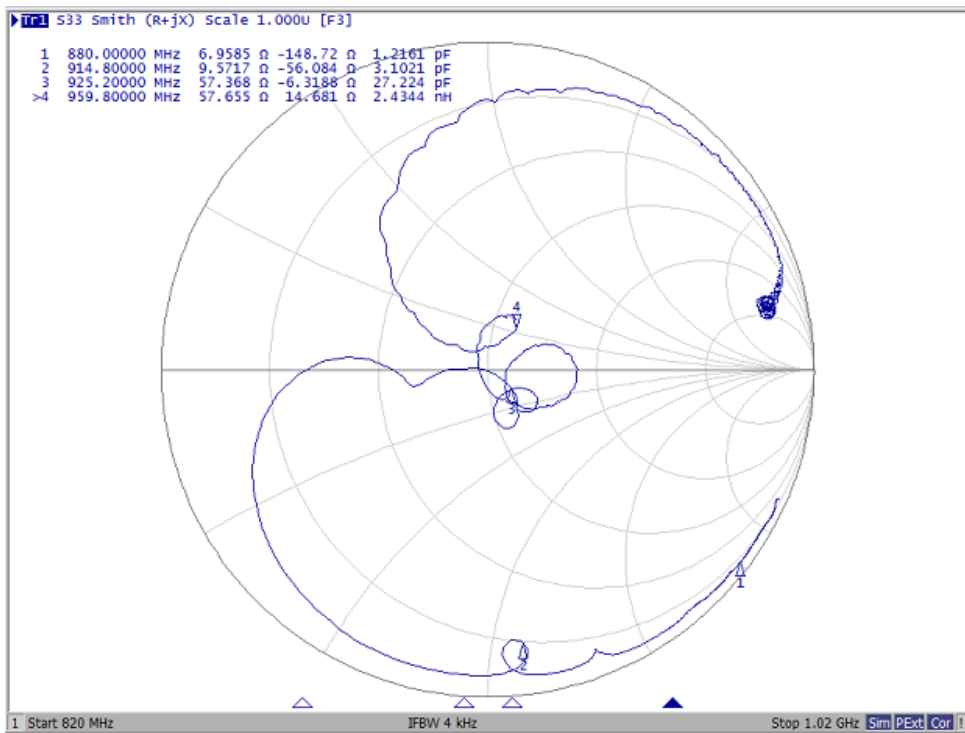 Tr1 S33 Smith (R+jX) Scale 1.000U [F3]
1 880.00000 MHz 6.9585 Ω -148.72 Ω 1.2161 pF
2 914.80000 MHz 9.5717 Ω -56.084 Ω 3.1021 pF
3 925.20000 MHz 57.368 Ω -6.3188 Ω 27.224 pF
>4 959.80000 MHz 57.655 Ω 14.681 Ω 2.4344 nH
4
3
1
2
1 Start 820 MHz IFBW 4 kHz Stop 1.02 GHz Sim PExt Cor !